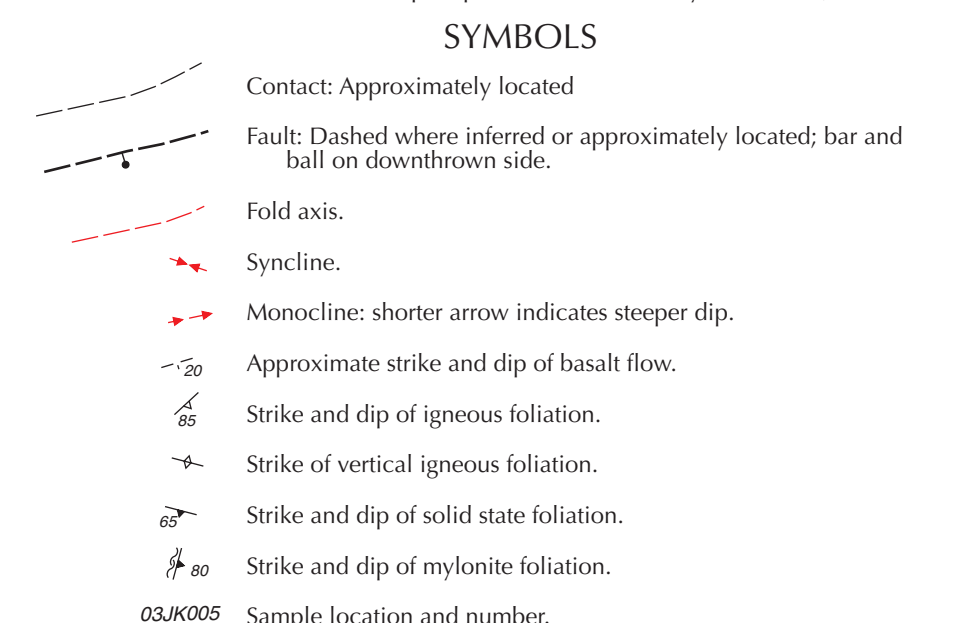 SYMBOLS
Contact: Approximately located
Fault: Dashed where inferred or approximately located; bar and
ball on downthrown side.
Fold axis.
Syncline.
Monocline: shorter arrow indicates steeper dip.
20 Approximate strike and dip of basalt flow.
85 Strike and dip of igneous foliation.
Strike of vertical igneous foliation.
65 Strike and dip of solid state foliation.
80 Strike and dip of mylonite foliation.
03JK005 Sample location and number.